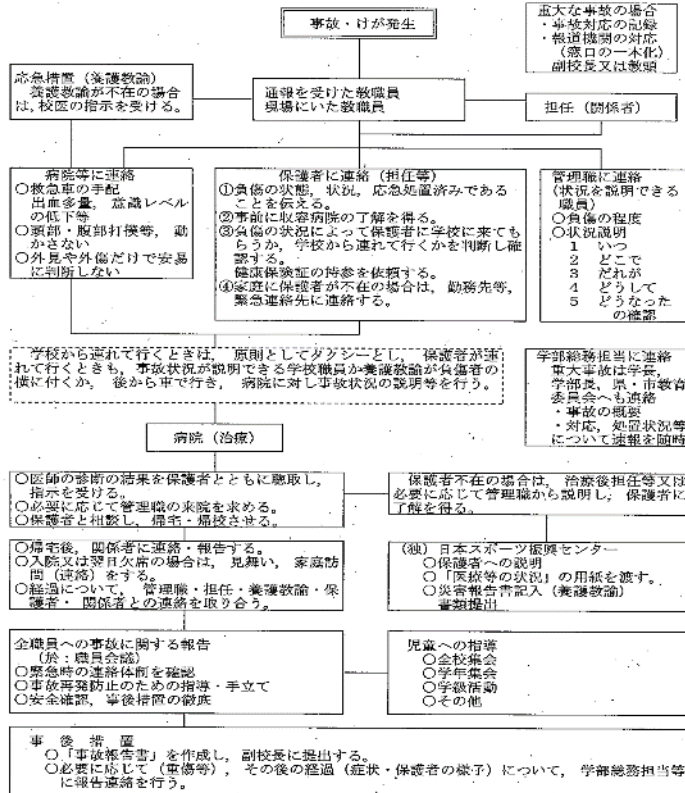 事故・けが発生
重大な事故の場合
・事故対応の記録
・報道機関の対応
（窓口の一本化）
副校長又は教頭
応急措置（養護教諭）
養護教諭が不在の場合
は,校医の指示を受ける。
通報を受けた教職員
現場にいた教職員
担任（関係者）
病院等に連絡
○救急車の手配
出血多量，意識レベル
の低下等
○頭部・腹部打撲等，動
かさない
○外見や外傷だけで安易
に判断しない
保護者に連絡（担任等）
①負傷の状態，状況，応急処置済みである
ことを伝える。
②事前に収容病院の了解を得る。
③負傷の状況によって保護者に学校に来ても
らうか，学校から連れて行くかを判断し確
認する。
健康保険証の持参を依頼する。
④家庭に保護者が不在の場合は，勤務先等，
緊急連絡先に連絡する。
管理職に連絡
（状況を説明できる
職員）
○負傷の程度
○状況説明
1 いつ
2 どこで
3 だれが
4 どうして
5 どうなった
の確認
学校から連れて行くときは，原則としてタクシーとし，保護者が連
れて行くときも，事故状況が説明できる学校職員か養護教諭が負傷者の
横に付くか，後から車で行き，病院に対し事故状況の説明等を行う。
学部総務担当に連絡
重大事故は学長，
学部長，県・市教育
委員会へも連絡
・事故の概要
・対応，処置状況等
について速報を随時
病院（治療）
○医師の診断の結果を保護者とともに聴取し，
指示を受ける。
○必要に応じて管理職の来院を求める。
○保護者と相談し，帰宅・帰校させる。
保護者不在の場合は，治療後担任等又は
必要に応じて管理職から説明し，保護者に
了解を得る。
○帰宅後，関係者に連絡・報告する。
○入院又は翌日欠席の場合は，見舞い，家庭訪
問（連絡）をする。
○経過について，管理職・担任・養護教諭・保
護者・関係者との連絡を取り合う。
（独）日本スポーツ振興センター
○保護者への説明
○「医療等の状況」の用紙を渡す。
○災害報告書記入（養護教諭）
書類提出
全職員への事故に関する報告
（於：職員会議）
○緊急時の連絡体制を確認
○事故再発防止のための指導・手立て
○安全確認，事後措置の徹底
児童への指導
○全校集会
○学年集会
○学級活動
○その他
事後措置
○「事故報告書」を作成し，副校長に提出する。
○必要に応じて（重傷等），その後の経過（症状・保護者の様子）について，学部総務担当等
に報告連絡を行う。